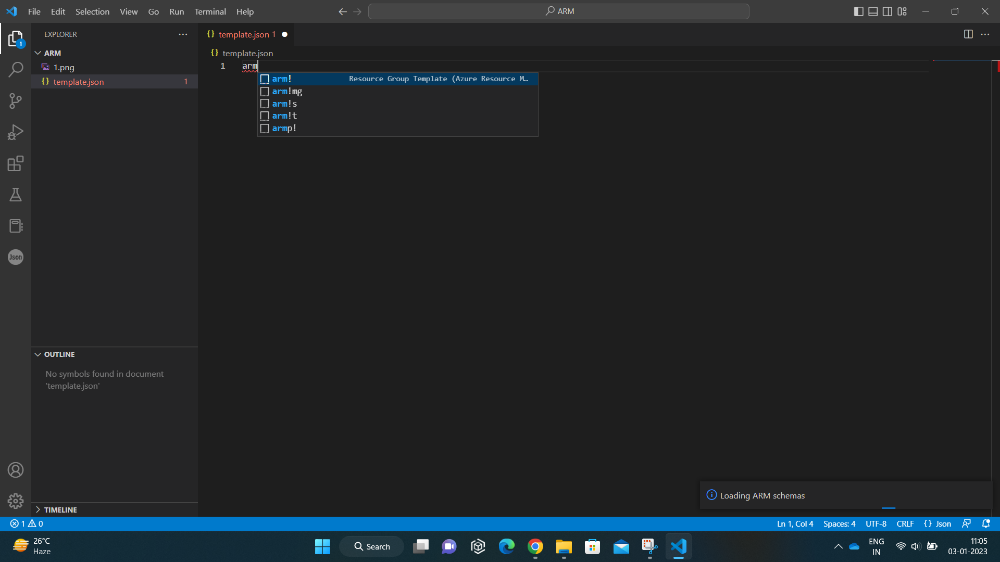 File Edit Selection View Go Run Terminal Help
ARM
EXPLORER
1
ARM
1.png
template.json 1
template.json 1
template.json
1 arm
arm! Resource Group Template (Azure Resource M…
arm!mg
arm!s
arm!t
armp!
Json
OUTLINE
No symbols found in document
'template.json'
TIMELINE
Loading ARM schemas
1 0
Ln 1, Col 4 Spaces: 4 UTF-8 CRLF {} Json
26°C
Haze
Search
ENG
IN
11:05
03-01-2023